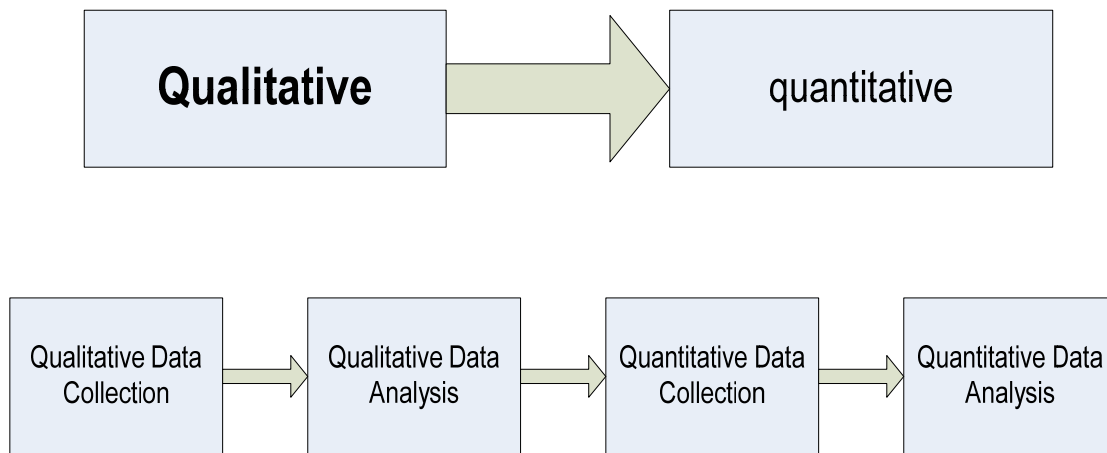 Qualitative
quantitative
Qualitative Data
Collection
Qualitative Data
Analysis
Quantitative Data
Collection
Quantitative Data
Analysis